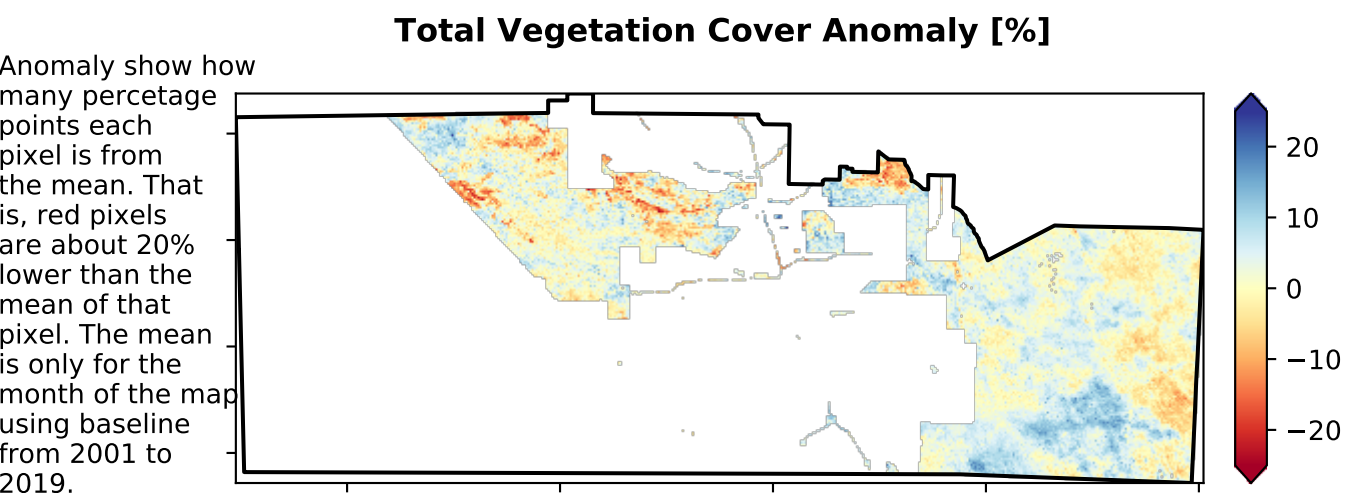 Total Vegetation Cover Anomaly [%]
Anomaly show how
many percetage
points each
pixel is from
the mean. That
is, red pixels
are about 20%
lower than the
mean of that
pixel. The mean
is only for the
month of the map
using baseline
from 2001 to
2019.
20
10
0
−10
−20